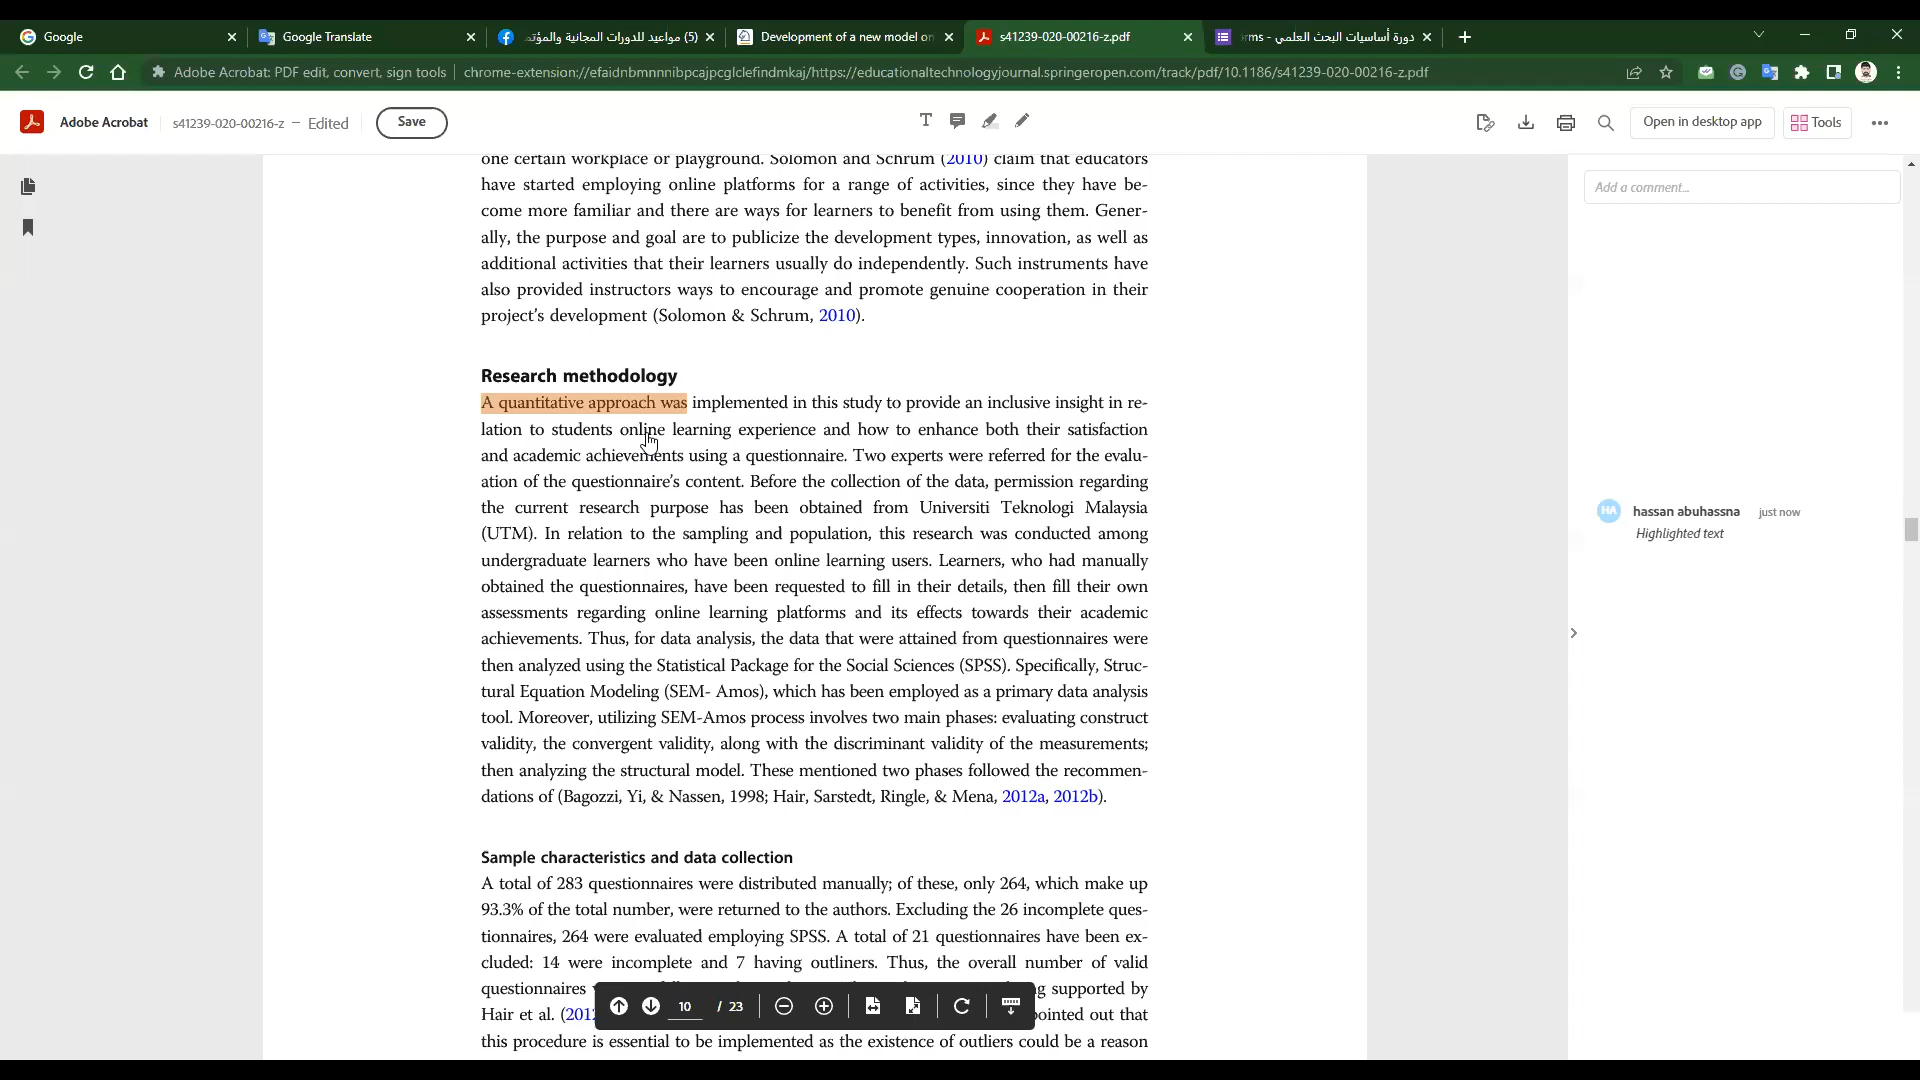 Google
Google Translate
(5) مواعيد للدورات المجانية والمؤتم
Development of a new model on
s41239-020-00216-z.pdf
دورة أساسيات البحث العلمي - rms
Adobe Acrobat: PDF edit, convert, sign tools
chrome-extension://efaidnbmnnnibpcajpcglclefindmkaj/https://educationaltechnologyjournal.springeropen.com/track/pdf/10.1186/s41239-020-00216-z.pdf
Adobe Acrobat
s41239-020-00216-z – Edited
Save
Open in desktop app
Tools
one certain workplace or playground. Solomon and Schrum (2010) claim that educators
have started employing online platforms for a range of activities, since they have be-
come more familiar and there are ways for learners to benefit from using them. Gener-
ally, the purpose and goal are to publicize the development types, innovation, as well as
additional activities that their learners usually do independently. Such instruments have
also provided instructors ways to encourage and promote genuine cooperation in their
project's development (Solomon & Schrum, 2010).
Research methodology
A quantitative approach was implemented in this study to provide an inclusive insight in re-
lation to students online learning experience and how to enhance both their satisfaction
and academic achievements using a questionnaire. Two experts were referred for the evalu-
ation of the questionnaire's content. Before the collection of the data, permission regarding
the current research purpose has been obtained from Universiti Teknologi Malaysia
(UTM). In relation to the sampling and population, this research was conducted among
undergraduate learners who have been online learning users. Learners, who had manually
obtained the questionnaires, have been requested to fill in their details, then fill their own
assessments regarding online learning platforms and its effects towards their academic
achievements. Thus, for data analysis, the data that were attained from questionnaires were
then analyzed using the Statistical Package for the Social Sciences (SPSS). Specifically, Struc-
tural Equation Modeling (SEM- Amos), which has been employed as a primary data analysis
tool. Moreover, utilizing SEM-Amos process involves two main phases: evaluating construct
validity, the convergent validity, along with the discriminant validity of the measurements;
then analyzing the structural model. These mentioned two phases followed the recommen-
dations of (Bagozzi, Yi, & Nassen, 1998; Hair, Sarstedt, Ringle, & Mena, 2012a, 2012b).
Sample characteristics and data collection
A total of 283 questionnaires were distributed manually; of these, only 264, which make up
93.3% of the total number, were returned to the authors. Excluding the 26 incomplete ques-
tionnaires, 264 were evaluated employing SPSS. A total of 21 questionnaires have been ex-
cluded: 14 were incomplete and 7 having outliners. Thus, the overall number of valid
questionnaires supported by
Hair et al. pointed out that
this procedure is essential to be implemented as the existence of outliers could be a reason
10 / 23
Add a comment...
HA
hassan abuhassna just now
Highlighted text